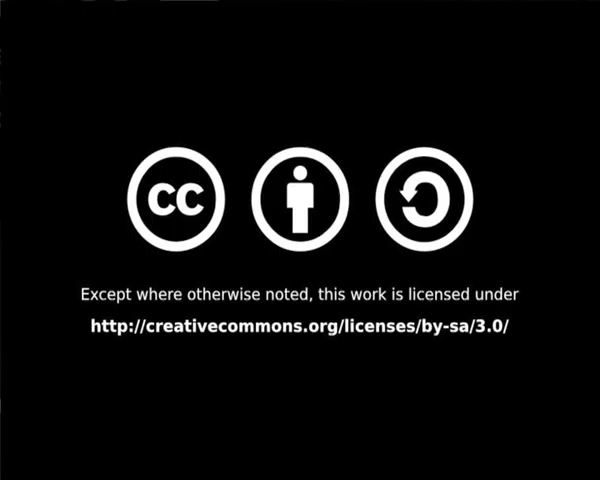 cc
Except where otherwise noted, this work is licensed under
http://creativecommons.org/licenses/by-sa/3.0/